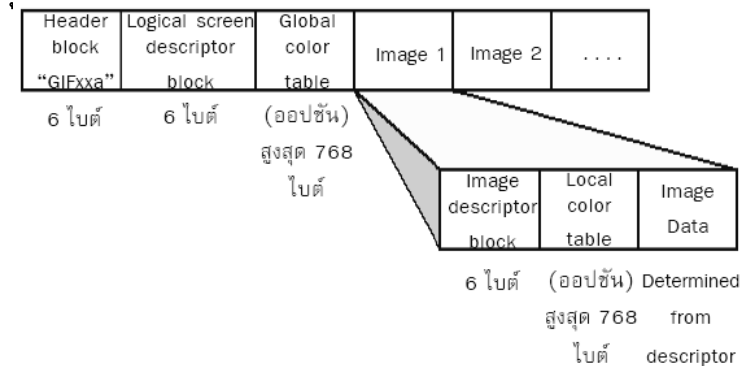 Header
block
"GIFxxa"
Logical screen
descriptor
block
Global
color
table
Image 1
Image 2
....
6 ไบต์
6 ไบต์
(ออปชัน)
สูงสุด 768
ไบต์
Image
descriptor
block
Local
color
table
Image
Data
6 ไบต์
(ออปชัน)
สูงสุด 768
ไบต์
Determined
from
descriptor